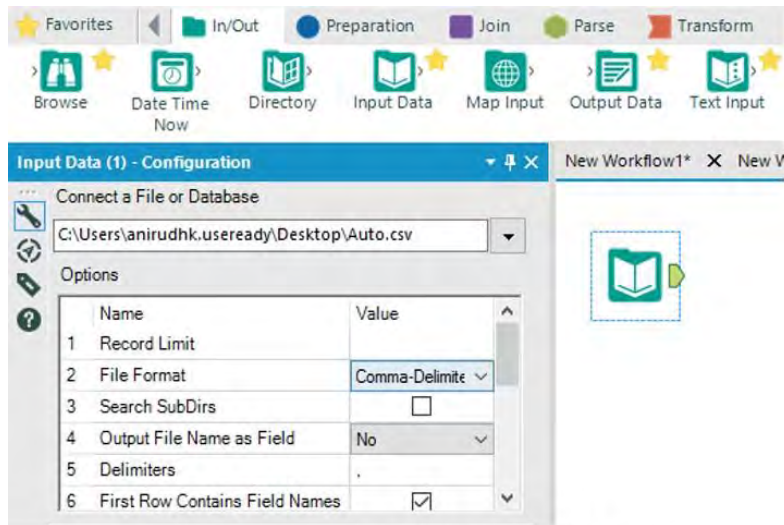 Favorites In/Out Preparation Join Parse Transform
Browse Date Time Now Directory Input Data Map Input Output Data Text Input
Input Data (1) - Configuration
New Workflow1* X New W
Connect a File or Database
C:\Users\anirudhk.useready\Desktop\Auto.csv
Options
Name Value
1 Record Limit
2 File Format Comma-Delimite
3 Search SubDirs
4 Output File Name as Field No
5 Delimiters ,
6 First Row Contains Field Names